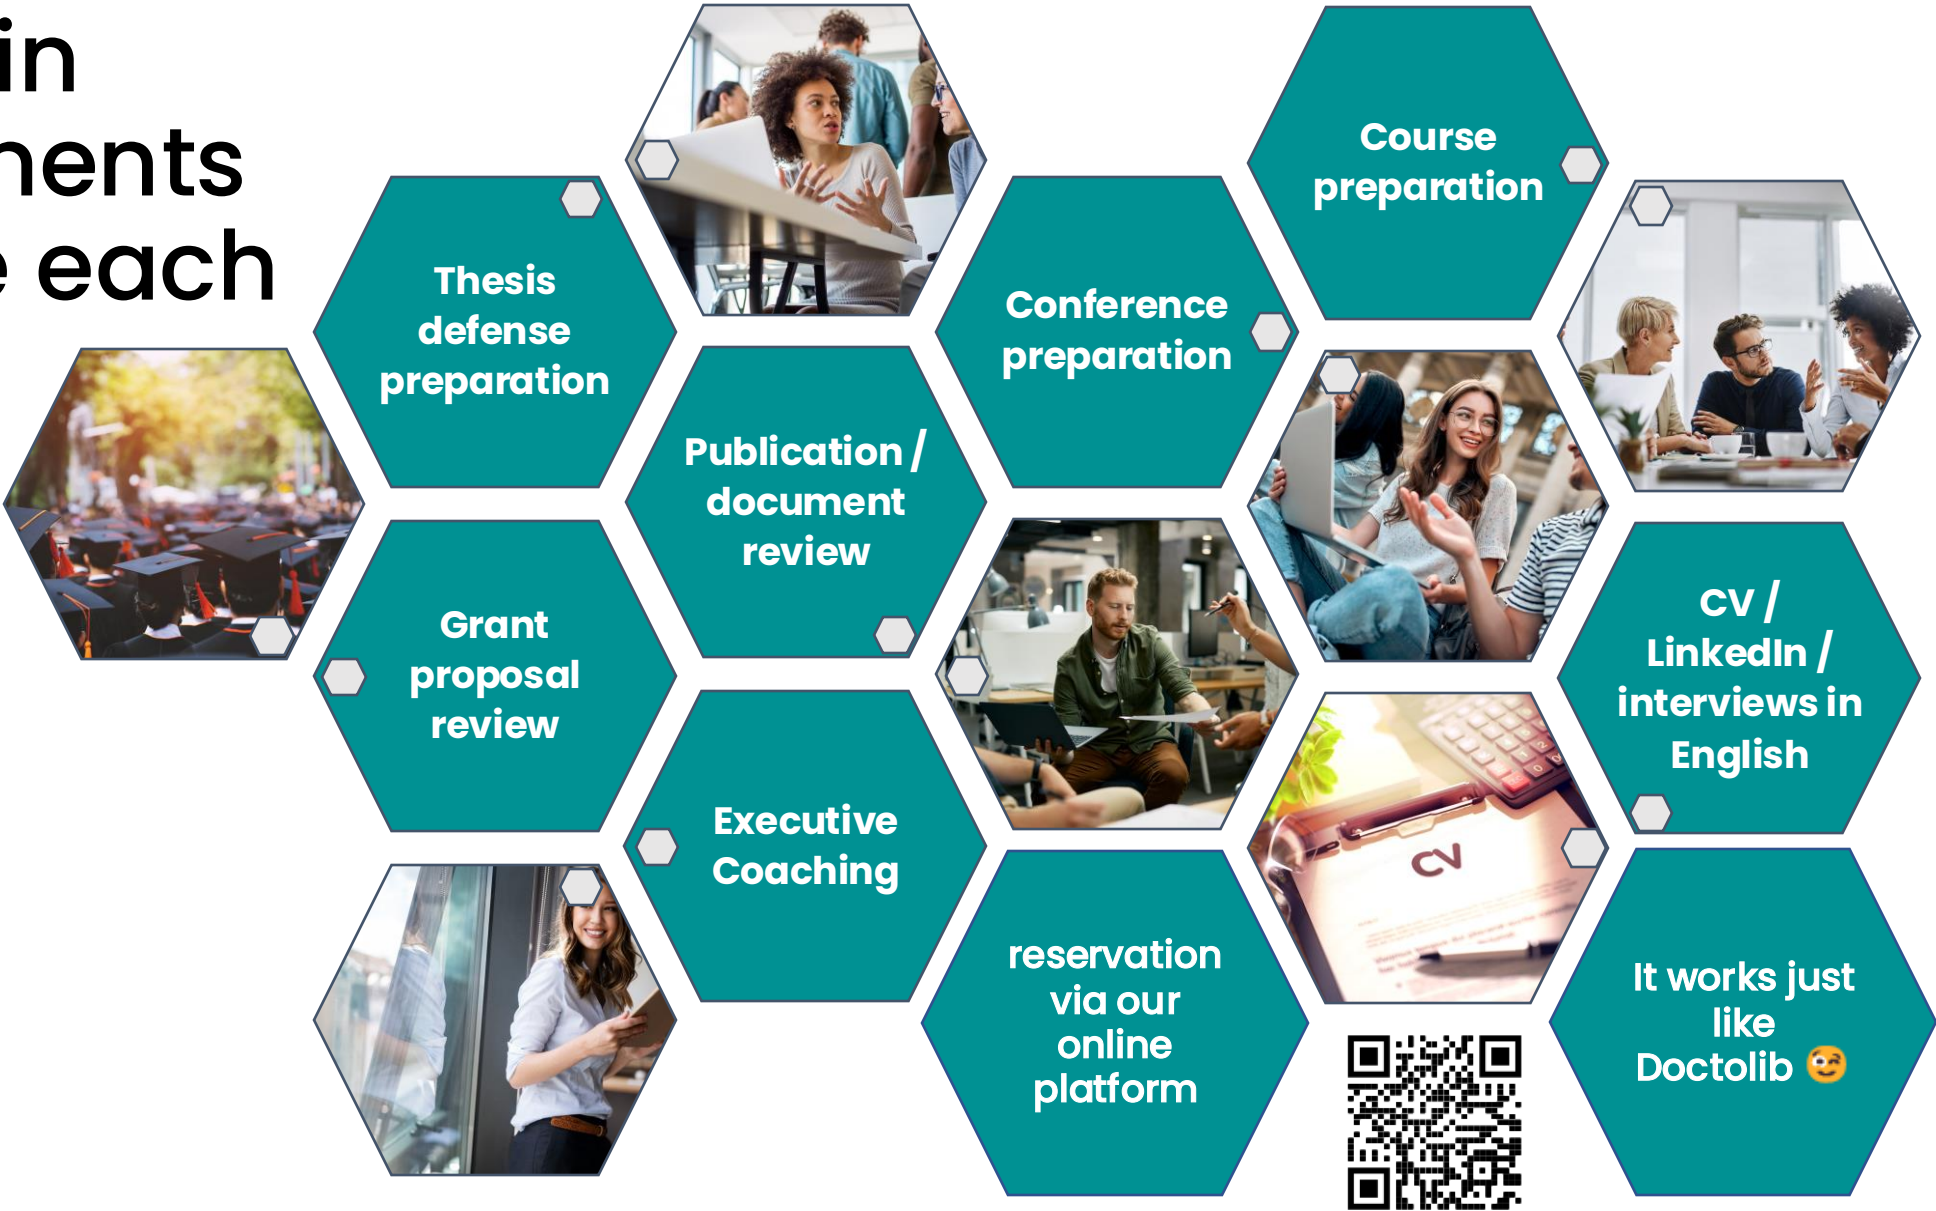 in
ments
e each
Thesis
defense
preparation
Course
preparation
Conference
preparation
Publication /
document
review
Grant
proposal
review
CV /
LinkedIn /
interviews in
English
Executive
Coaching
CV
reservation
via our
online
platform
It works just
like
Doctolib 😉